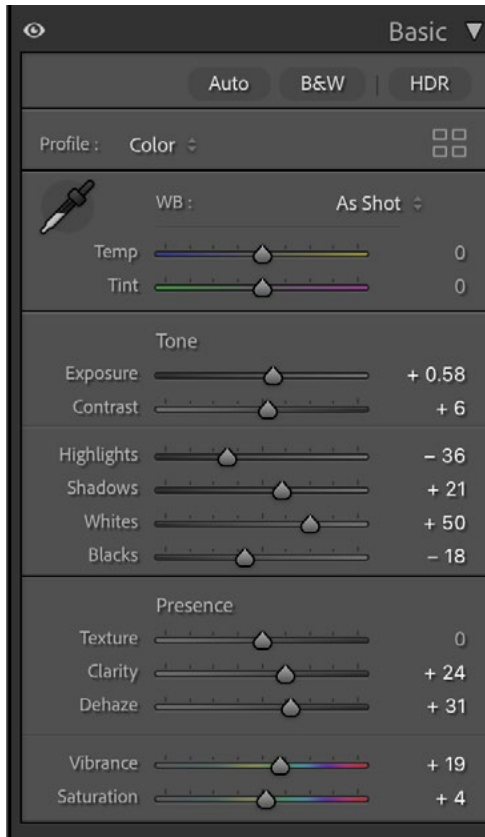 Basic
Auto B&W | HDR
Profile : Color
WB : As Shot
Temp 0
Tint 0
Tone
Exposure + 0.58
Contrast + 6
Highlights − 36
Shadows + 21
Whites + 50
Blacks − 18
Presence
Texture 0
Clarity + 24
Dehaze + 31
Vibrance + 19
Saturation + 4